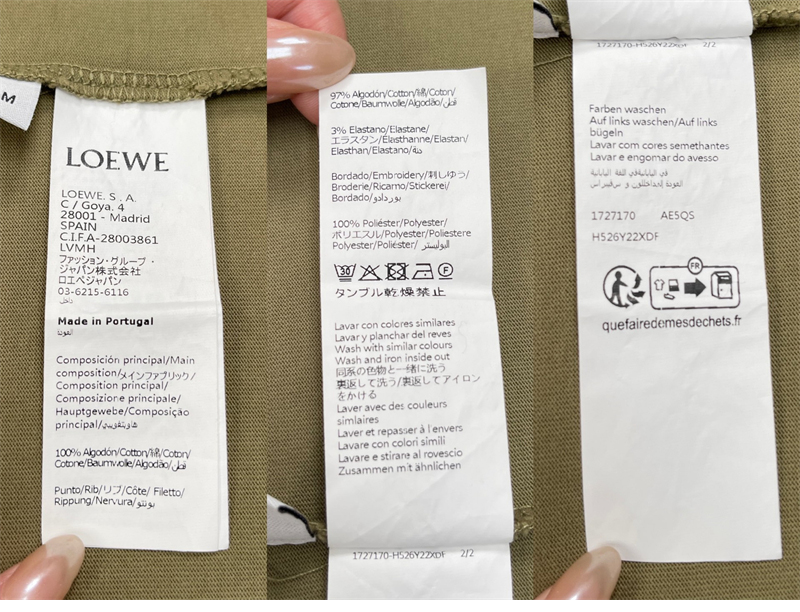 M
LOEWE
LOEWE. S . A.
C / Goya. 4
28001 - Madrid
SPAIN
C.I.F.A-28003861
LVMH
ファッション・グループ・
ジャパン株式会社
ロエベジャパン
03-6215-6116
Made in Portugal
Composición principal/Main
composition/メインファブリック/
Composition principal/
Composizione principale/
Hauptgewebe/Composição
principal/
100% Algodón/Cotton/綿/Coton/
Cotone/Baumwolle/Algodão/قطن
Punto/Rib/リブ/Côte/ Filetto/
Rippung/Nervura/بونتو
97% Algodón/Cotton/綿/Coton/
Cotone/Baumwolle/Algodão/قطن
3% Elastano/Elastane/
エラスタン/Élasthanne/Elastan/
Elasthan/Elastano/
Bordado/Embroidery/刺しゅう/
Broderie/Ricamo/Stickerei/
Bordado/بوردادو
100% Poliéster/Polyester/
ポリエステル/Polyester/Poliestere
Polyester/Poliéster/البوليستر
30
F
タンブル乾燥禁止
Lavar con colores similares
Lavar y planchar del reves
Wash with similar colours
Wash and iron inside out
同系の色物と一緒に洗う
裏返して洗う/裏返してアイロン
をかける
Laver avec des couleurs
simlaires
Laver et repasser à l'envers
Lavare con colori simili
Lavare e stirare al rovescio
Zusammen mit ähnlichen
1727170-H526Y22XDF 2/2
1727170-H526Y22XDF 2/2
Farben waschen
Auf links waschen/Auf links
bügeln
Lavar com cores semethantes
Lavar e engomar do avesso
1727170 AE5QS
H526Y22XDF
FR
quefairedemesdechets.fr